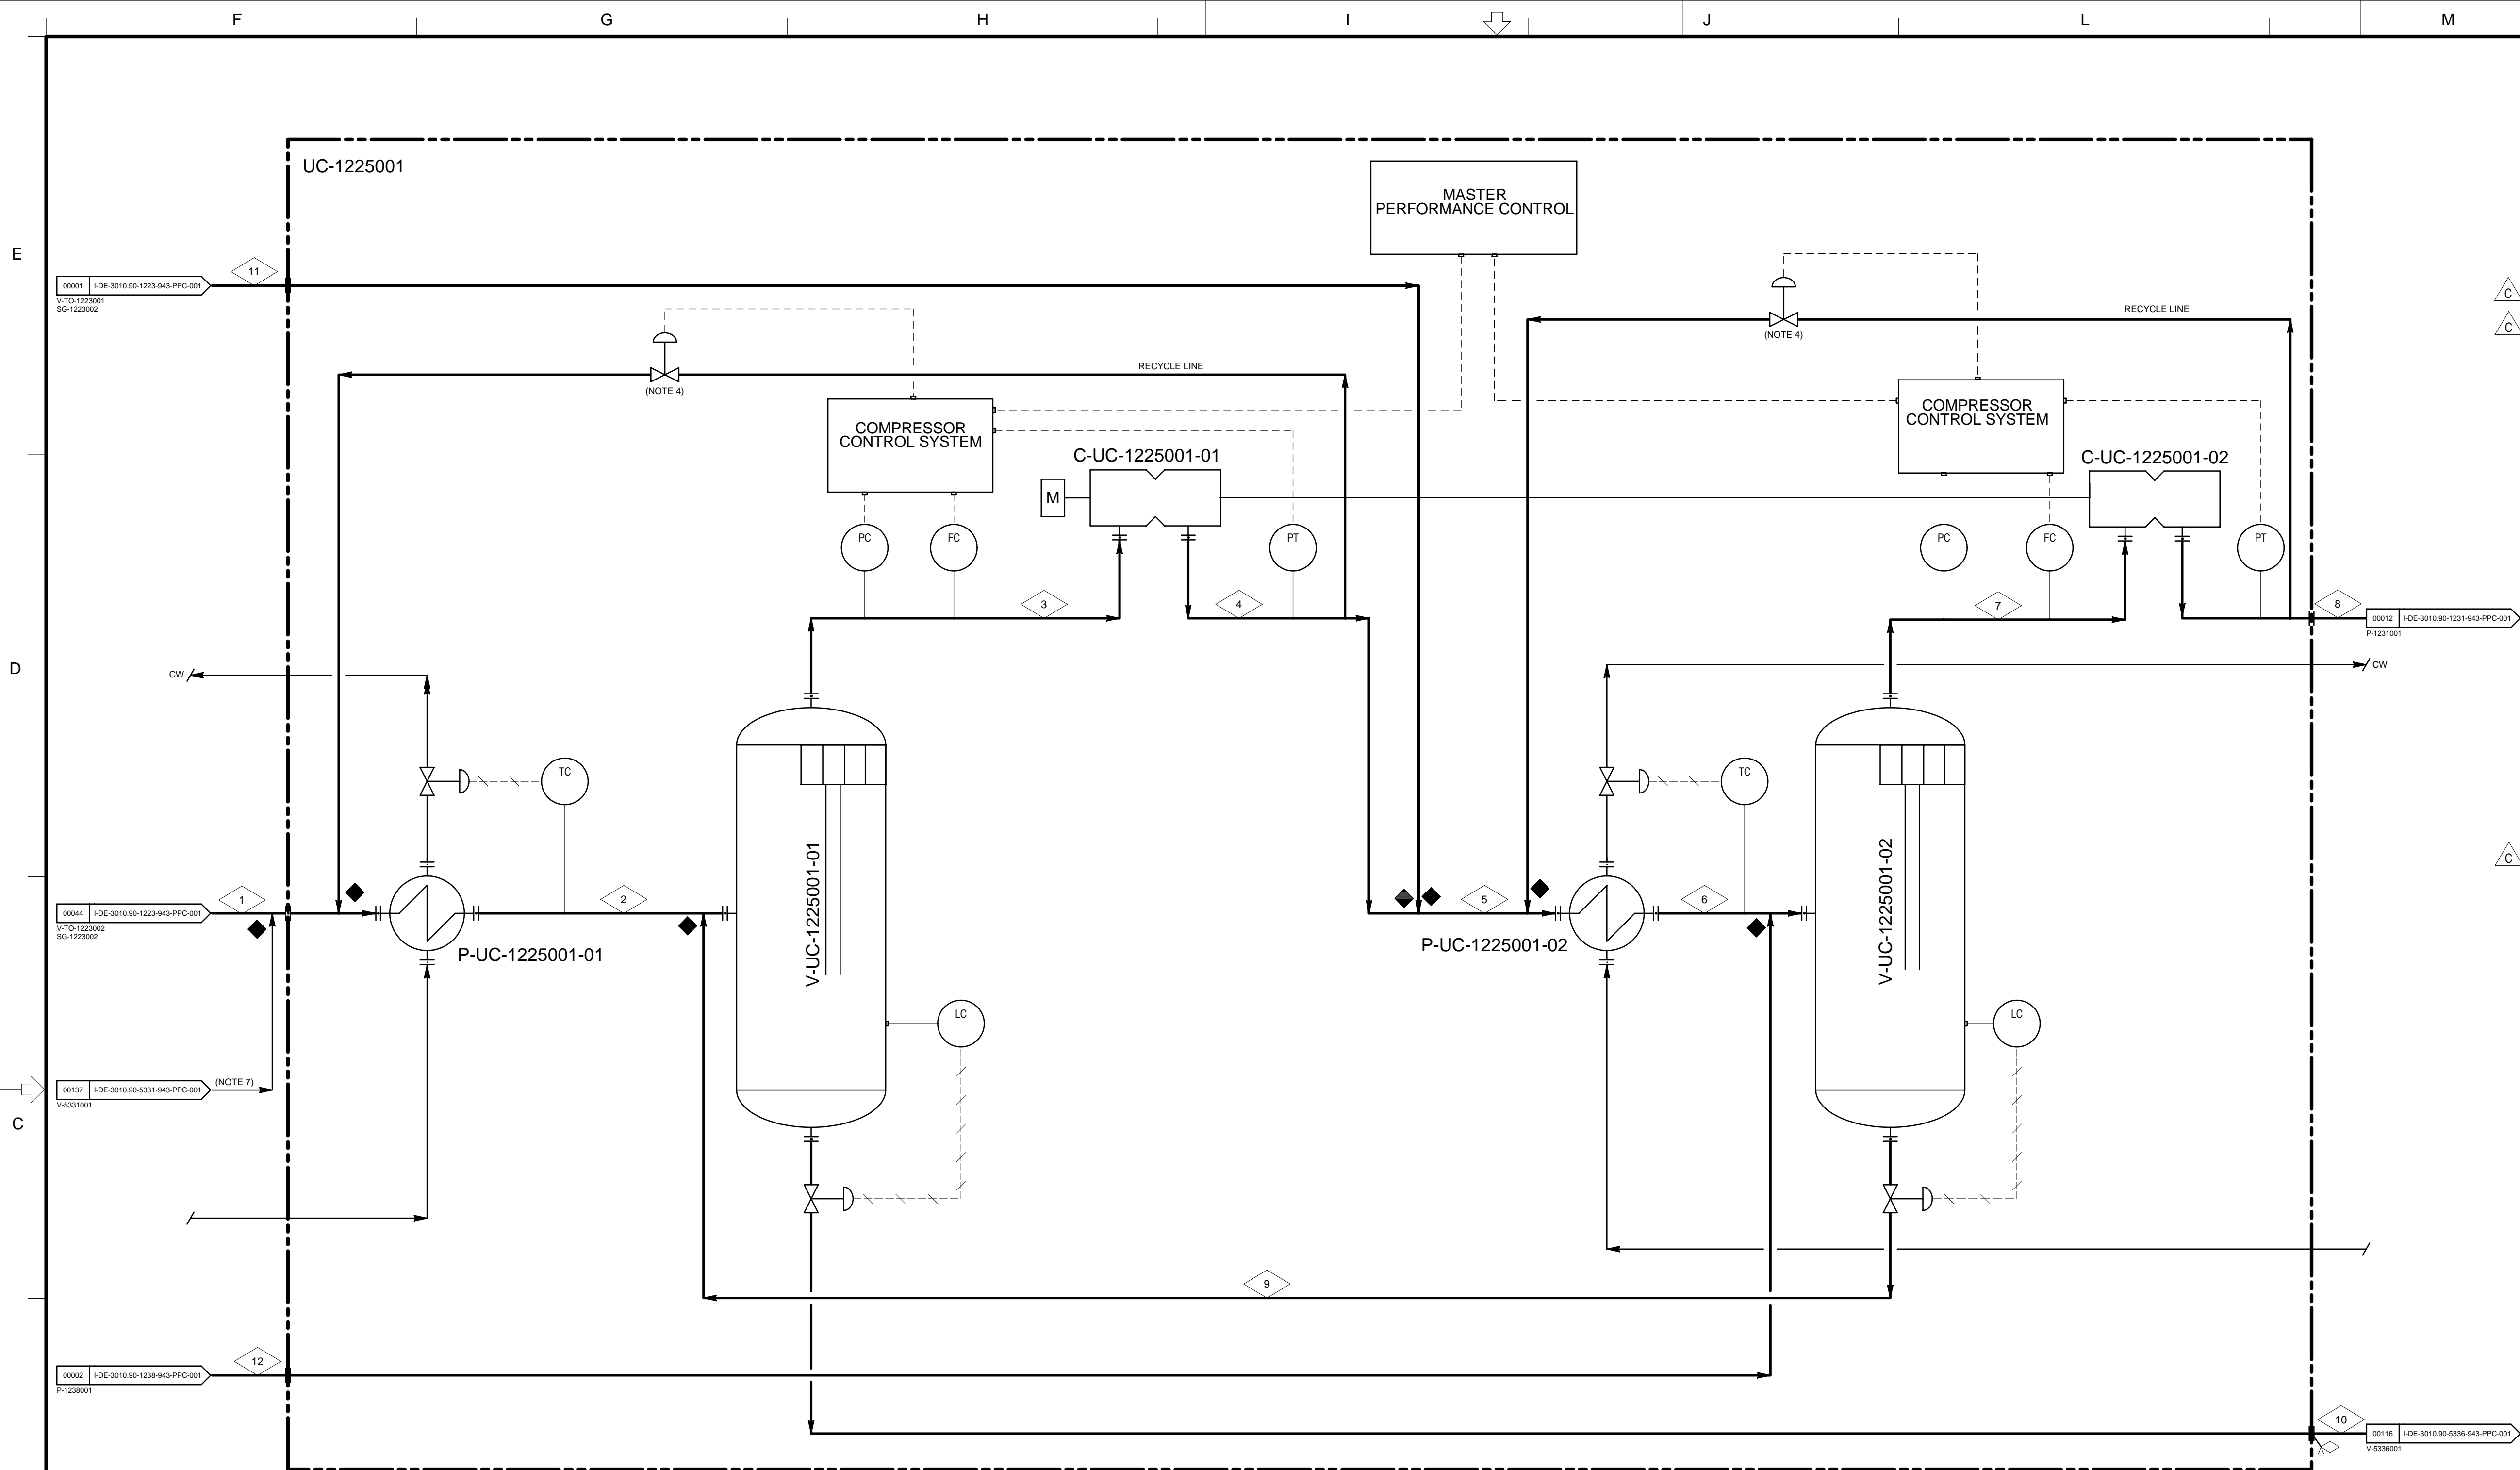 F
G
H
I
J
L
M
UC-1225001
MASTER
PERFORMANCE CONTROL
E
11
00001 I-DE-3010.90-1223-943-PPC-001
V-TO-1223001
SG-1223002
C
C
RECYCLE LINE
(NOTE 4)
RECYCLE LINE
(NOTE 4)
COMPRESSOR
CONTROL SYSTEM
COMPRESSOR
CONTROL SYSTEM
C-UC-1225001-01
C-UC-1225001-02
M
PC
FC
PT
PC
FC
PT
3
4
7
8
00012 I-DE-3010.90-1231-943-PPC-001
P-1231001
D
CW
CW
TC
TC
V-UC-1225001-01
V-UC-1225001-02
C
1
2
5
6
00044 I-DE-3010.90-1223-943-PPC-001
V-TO-1223002
SG-1223002
P-UC-1225001-01
P-UC-1225001-02
LC
LC
(NOTE 7)
00137 I-DE-3010.90-5331-943-PPC-001
V-5331001
C
9
12
00002 I-DE-3010.90-1238-943-PPC-001
P-1238001
10
00116 I-DE-3010.90-5336-943-PPC-001
V-5336001